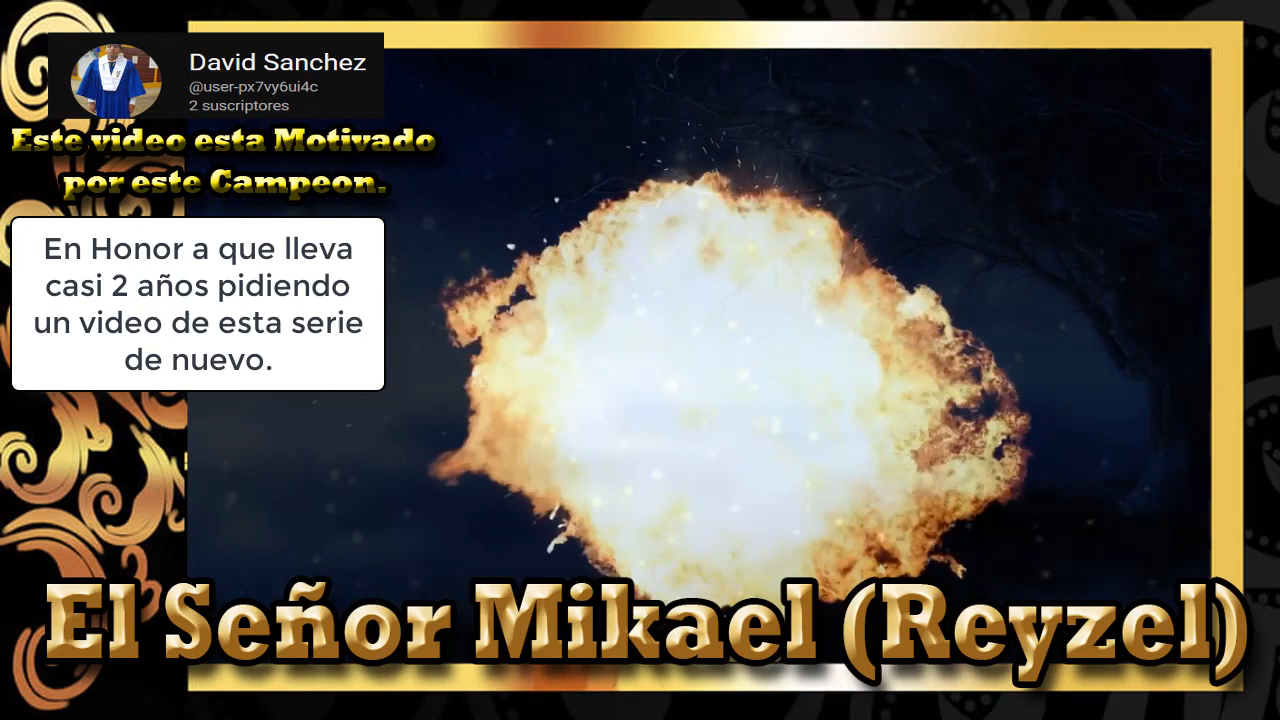 David Sanchez
@user-px7vy6ui4c
2 suscriptores
Este video esta Motivado
por este Campeon.
En Honor a que lleva
casi 2 años pidiendo
un video de esta serie
de nuevo.
El Señor Mikael (Reyzel)